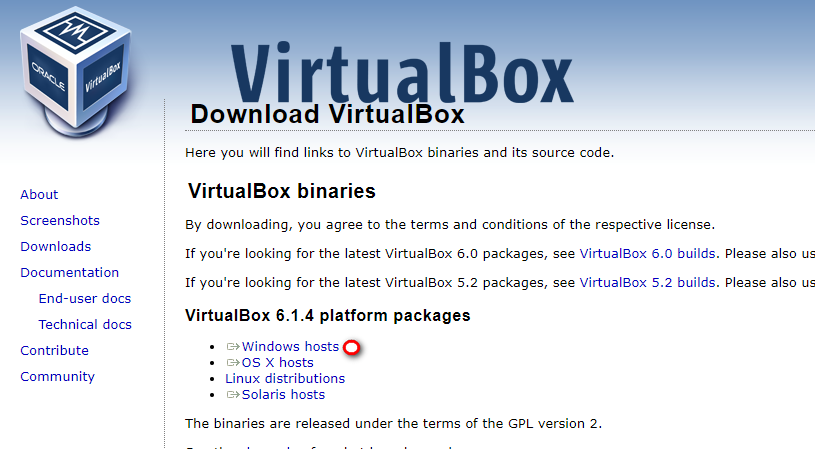 ORACLE
VirtualBox
VirtualBox
Download VirtualBox
Here you will find links to VirtualBox binaries and its source code.
VirtualBox binaries
About
By downloading, you agree to the terms and conditions of the respective license.
Screenshots
Downloads
If you're looking for the latest VirtualBox 6.0 packages, see VirtualBox 6.0 builds. Please also us
Documentation
If you're looking for the latest VirtualBox 5.2 packages, see VirtualBox 5.2 builds. Please also us
End-user docs
Technical docs
VirtualBox 6.1.4 platform packages
Contribute
Community
Windows hosts
OS X hosts
Linux distributions
Solaris hosts
The binaries are released under the terms of the GPL version 2.